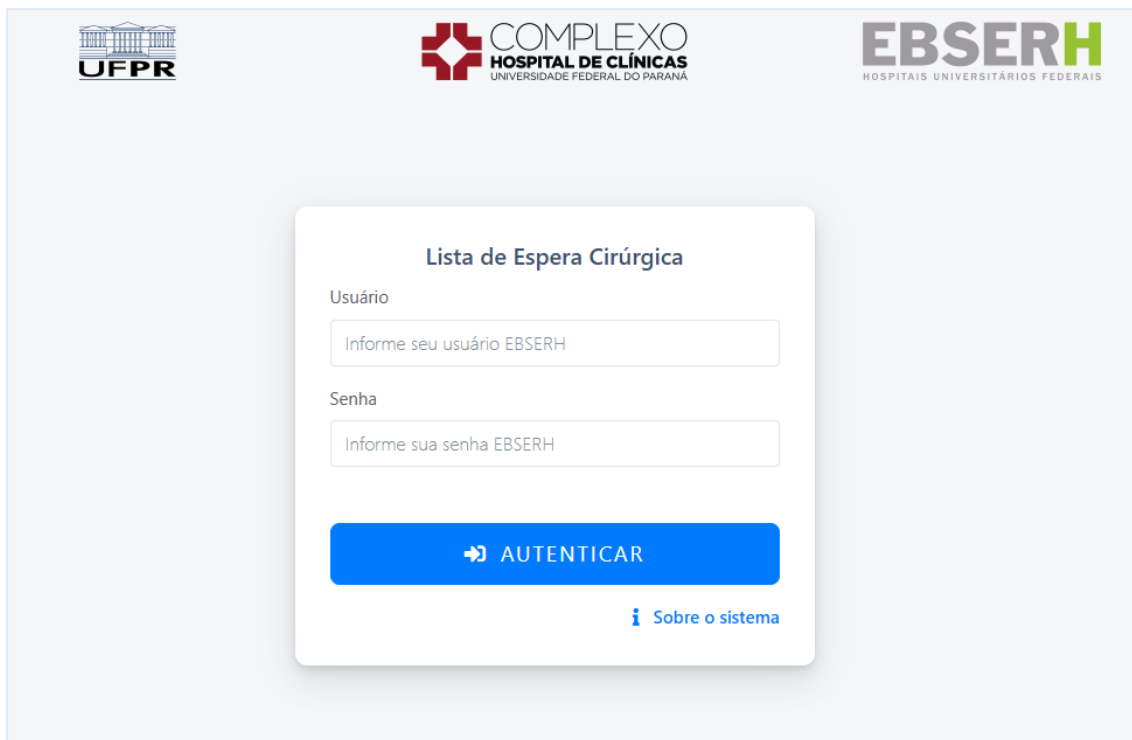 UFPR
COMPLEXO
HOSPITAL DE CLÍNICAS
UNIVERSIDADE FEDERAL DO PARANÁ
EBSERH
HOSPITAIS UNIVERSITÁRIOS FEDERAIS
Lista de Espera Cirúrgica
Usuário
Informe seu usuário EBSERH
Senha
Informe sua senha EBSERH
AUTENTICAR
Sobre o sistema